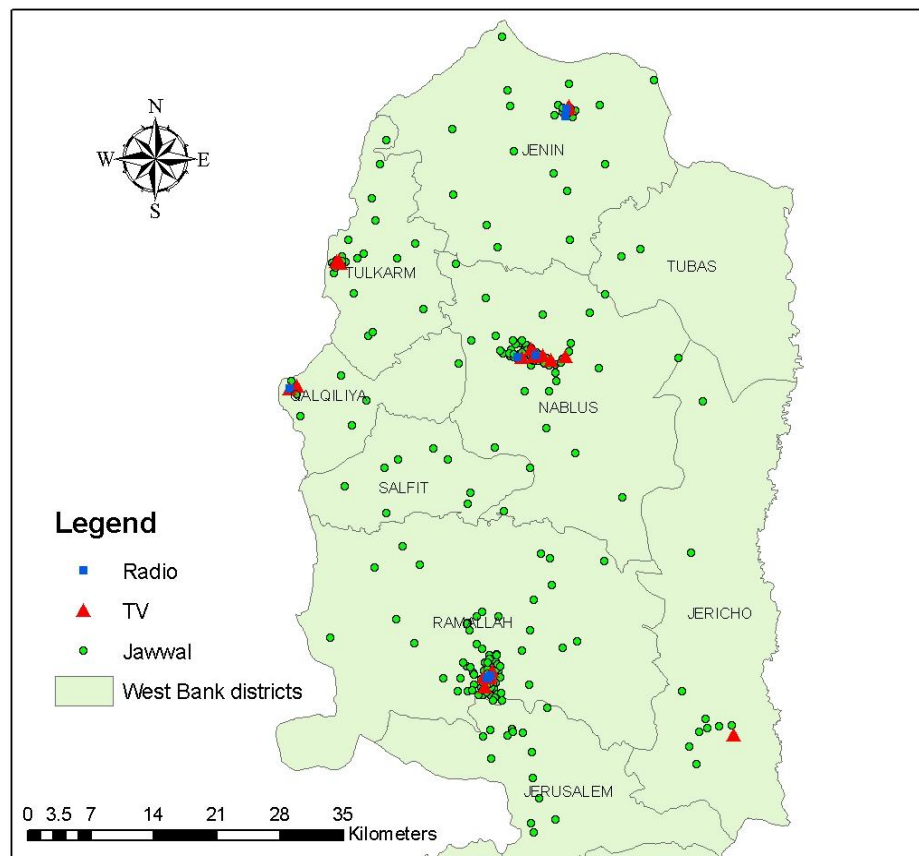 N
W E
S
JENIN
TUBAS
TULKARM
QALQILIYA
NABLUS
SALFIT
Legend
Radio
TV
Jawwal
West Bank districts
RAMALLAH
JERICHO
JERUSALEM
0 3.5 7 14 21 28 35
Kilometers